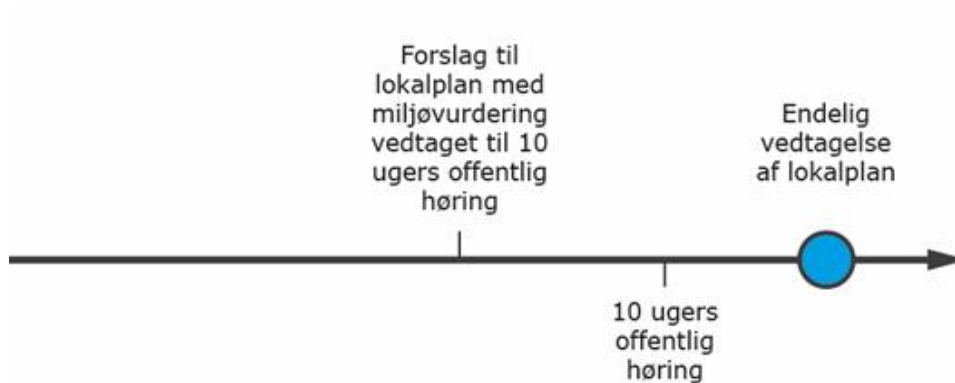 Forslag til
lokalplan med
miljøvurdering
vedtaget til 10
ugers offentlig
høring
10 ugers
offentlig
høring
Endelig
vedtagelse
af lokalplan